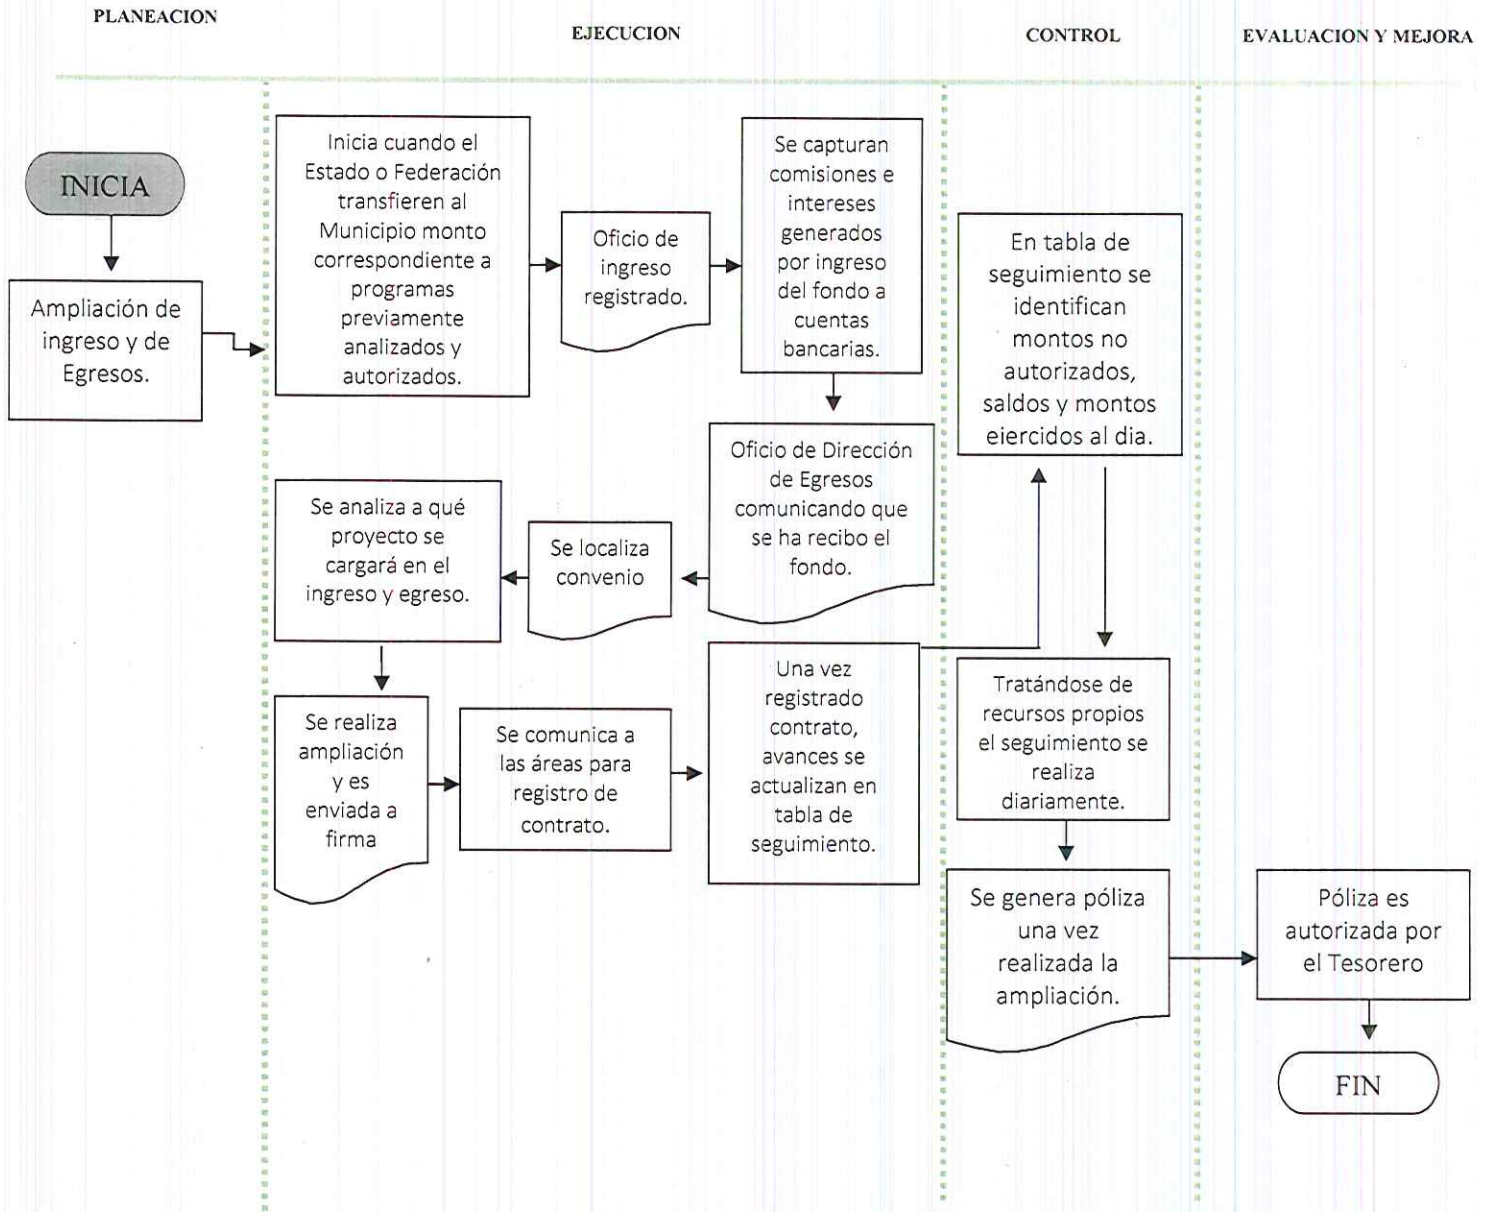 PLANEACION
EJECUCION
CONTROL
EVALUACION Y MEJORA
INICIA
Ampliación de
ingreso y de
Egresos.
Inicia cuando el
Estado o Federación
transfieren al
Municipio monto
correspondiente a
programas
previamente
analizados y
autorizados.
Oficio de
ingreso
registrado.
Se capturan
comisiones e
intereses
generados
por ingreso
del fondo a
cuentas
bancarias.
Oficio de Dirección
de Egresos
comunicando que
se ha recibo el
fondo.
Se localiza
convenio
Se analiza a qué
proyecto se
cargará en el
ingreso y egreso.
Se realiza
ampliación
y es
enviada a
firma
Se comunica a
las áreas para
registro de
contrato.
Una vez
registrado
contrato,
avances se
actualizan en
tabla de
seguimiento.
En tabla de
seguimiento se
identifican
montos no
autorizados,
saldos y montos
ejercidos al dia.
Tratándose de
recursos propios
el seguimiento se
realiza
diariamente.
Se genera póliza
una vez
realizada la
ampliación.
Póliza es
autorizada por
el Tesorero
FIN